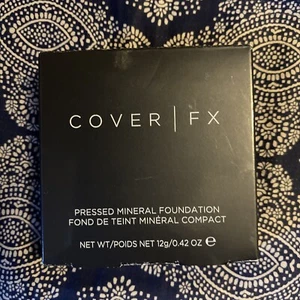 COVER | FX
PRESSED MINERAL FOUNDATION
FOND DE TEINT MINÉRAL COMPACT
NET WT/POIDS NET 12g/0.42 OZ ℮